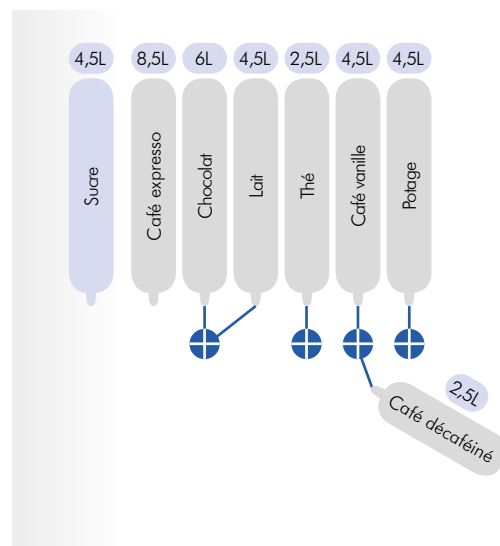 4,5L
8,5L
6L
4,5L
2,5L
4,5L
4,5L
Sucre
Café expresso
Chocolat
Lait
Thé
Café vanille
Potage
2,5L
Café décaféiné